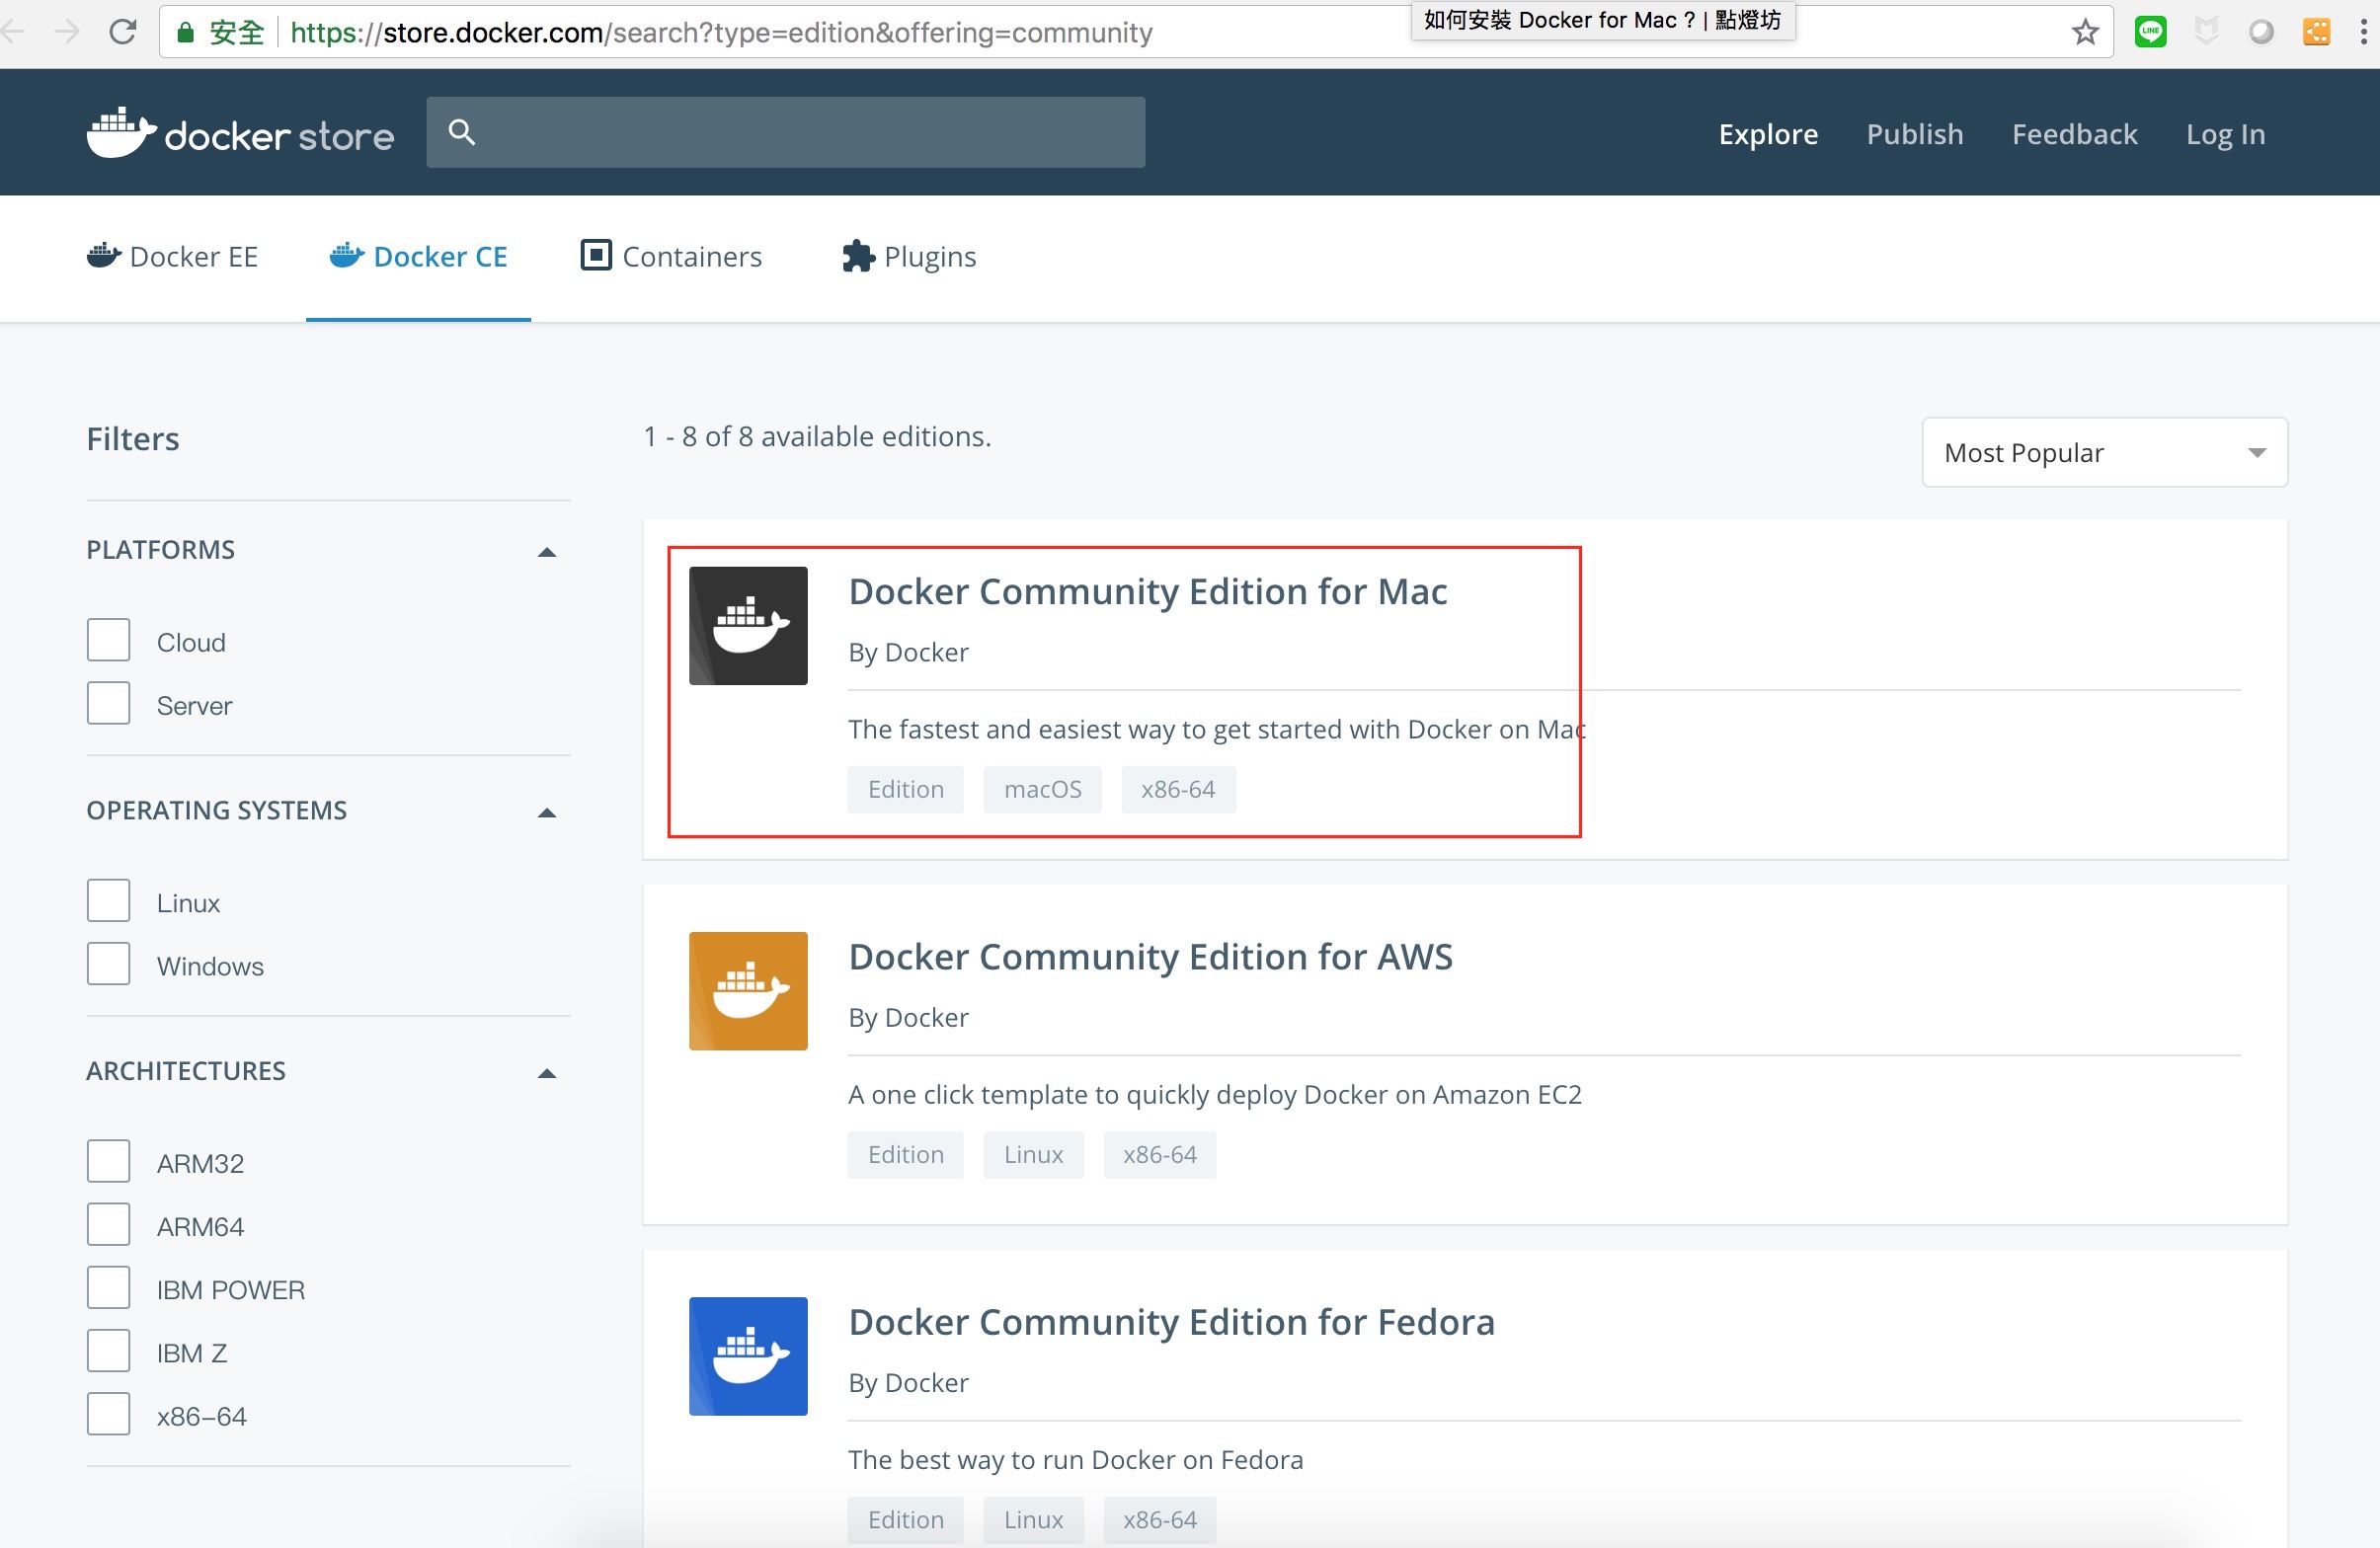 安全 https://store.docker.com/search?type=edition&offering=community
如何安裝 Docker for Mac ? | 點燈坊
LINE
docker store
Explore Publish Feedback Log In
Docker EE Docker CE Containers Plugins
Filters
1 - 8 of 8 available editions.
Most Popular
PLATFORMS
Cloud
Server
OPERATING SYSTEMS
Linux
Windows
ARCHITECTURES
ARM32
ARM64
IBM POWER
IBM Z
x86-64
Docker Community Edition for Mac
By Docker
The fastest and easiest way to get started with Docker on Mac
Edition macOS x86-64
Docker Community Edition for AWS
By Docker
A one click template to quickly deploy Docker on Amazon EC2
Edition Linux x86-64
Docker Community Edition for Fedora
By Docker
The best way to run Docker on Fedora
Edition Linux x86-64